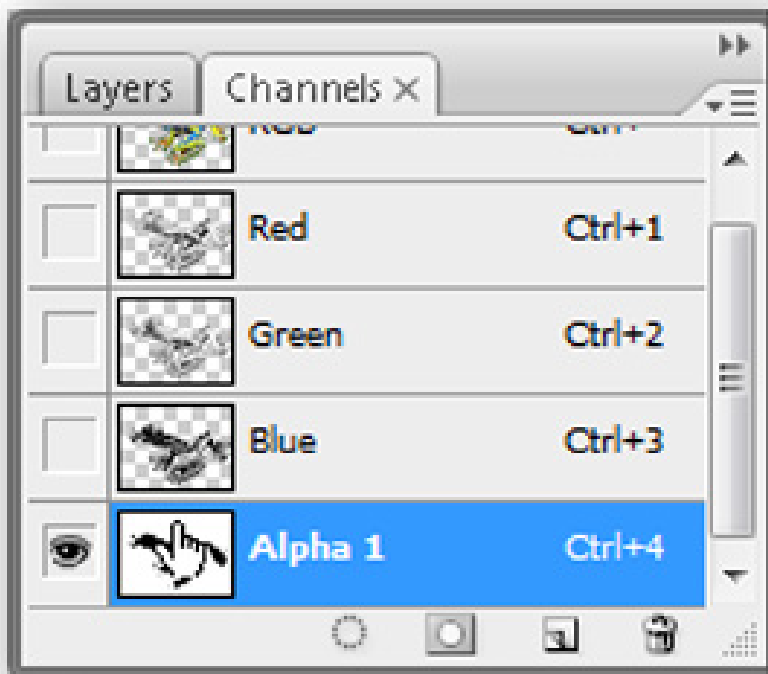 Layers Channels
Red Ctrl+1
Green Ctrl+2
Blue Ctrl+3
Alpha 1 Ctrl+4